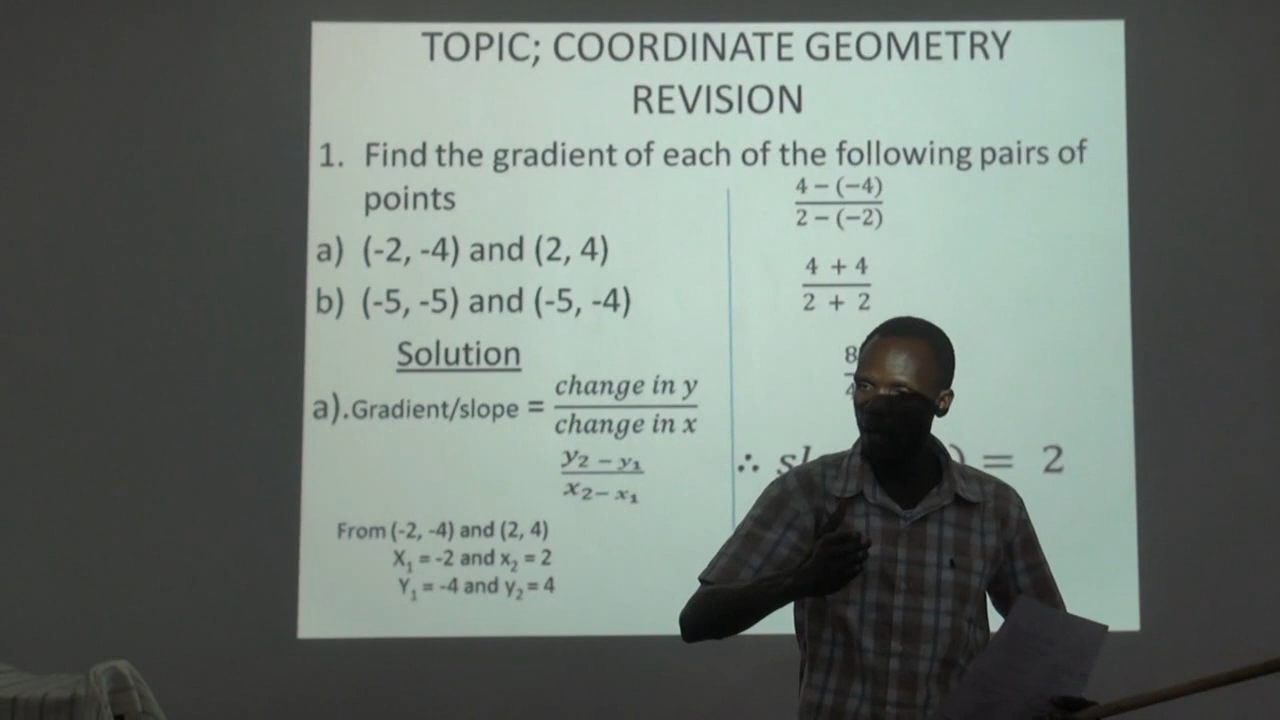 TOPIC; COORDINATE GEOMETRY
REVISION
1. Find the gradient of each of the following pairs of
points
a) (-2, -4) and (2, 4)
b) (-5, -5) and (-5, -4)
Solution
a).Gradient/slope = change in y
change in x
y₂ − y₁
x₂− x₁
From (-2, -4) and (2, 4)
X₁ = -2 and x₂ = 2
Y₁ = -4 and y₂ = 4
4 − (−4)
2 − (−2)
4 + 4
2 + 2
8
4
∴ ) = 2